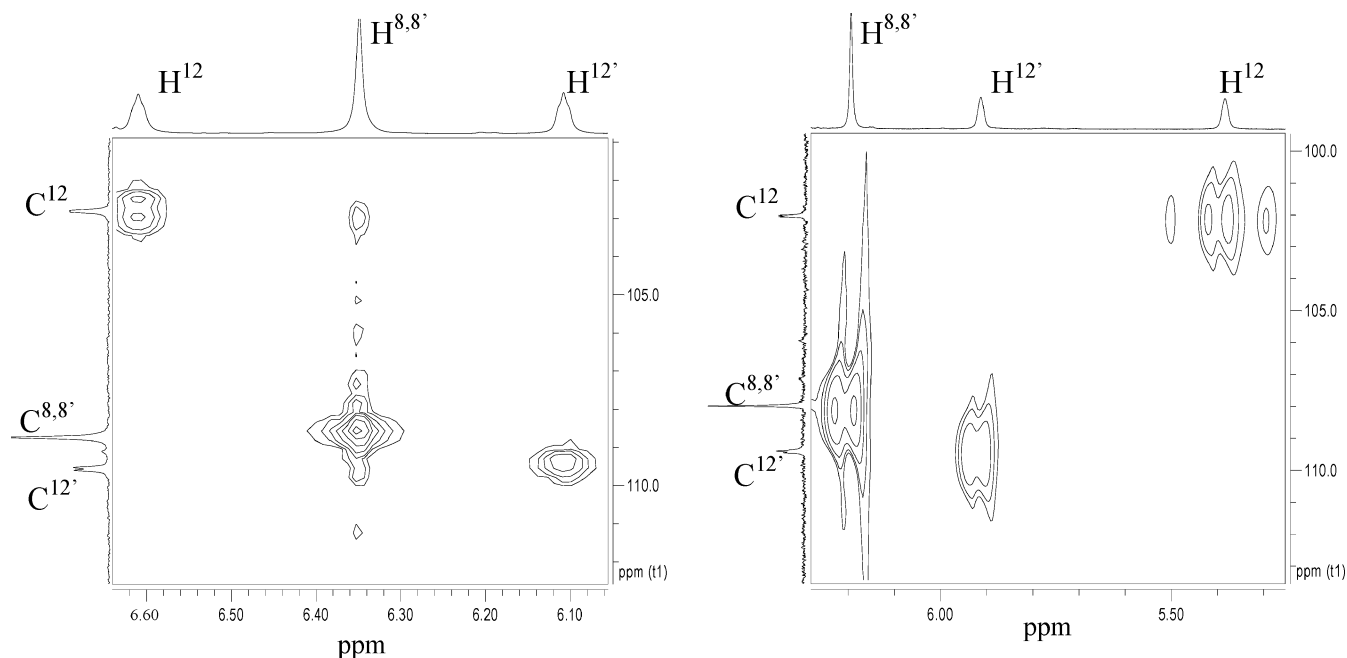 H8,8’
H12
H12’
C12
105.0
C8,8’
C12’
110.0
ppm (t1)
6.60
6.50
6.40
6.30
6.20
6.10
ppm
H8,8’
H12’
H12
100.0
C12
105.0
C8,8’
C12’
110.0
ppm (t1)
6.00
5.50
ppm